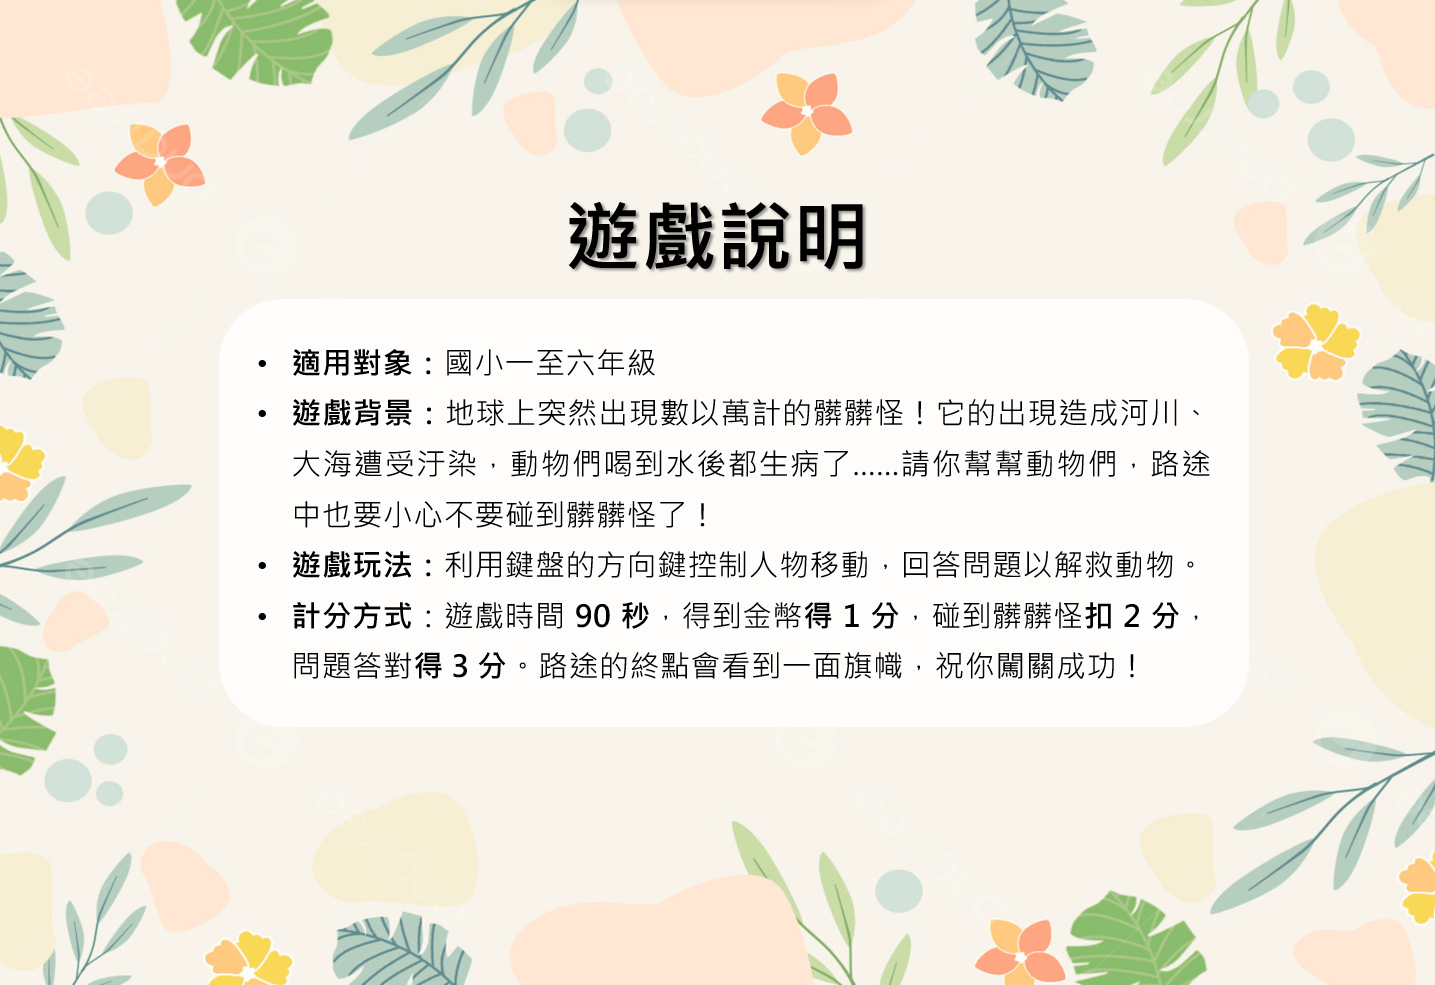 遊戲說明
• 適用對象：國小一至六年級
• 遊戲背景：地球上突然出現數以萬計的髒髒怪！它的出現造成河川、
大海遭受汙染，動物們喝到水後都生病了......請你幫幫動物們，路途
中也要小心不要碰到髒髒怪了！
• 遊戲玩法：利用鍵盤的方向鍵控制人物移動，回答問題以解救動物。
• 計分方式：遊戲時間 90 秒，得到金幣得 1 分，碰到髒髒怪扣 2 分，
問題答對得 3 分。路途的終點會看到一面旗幟，祝你闖關成功！